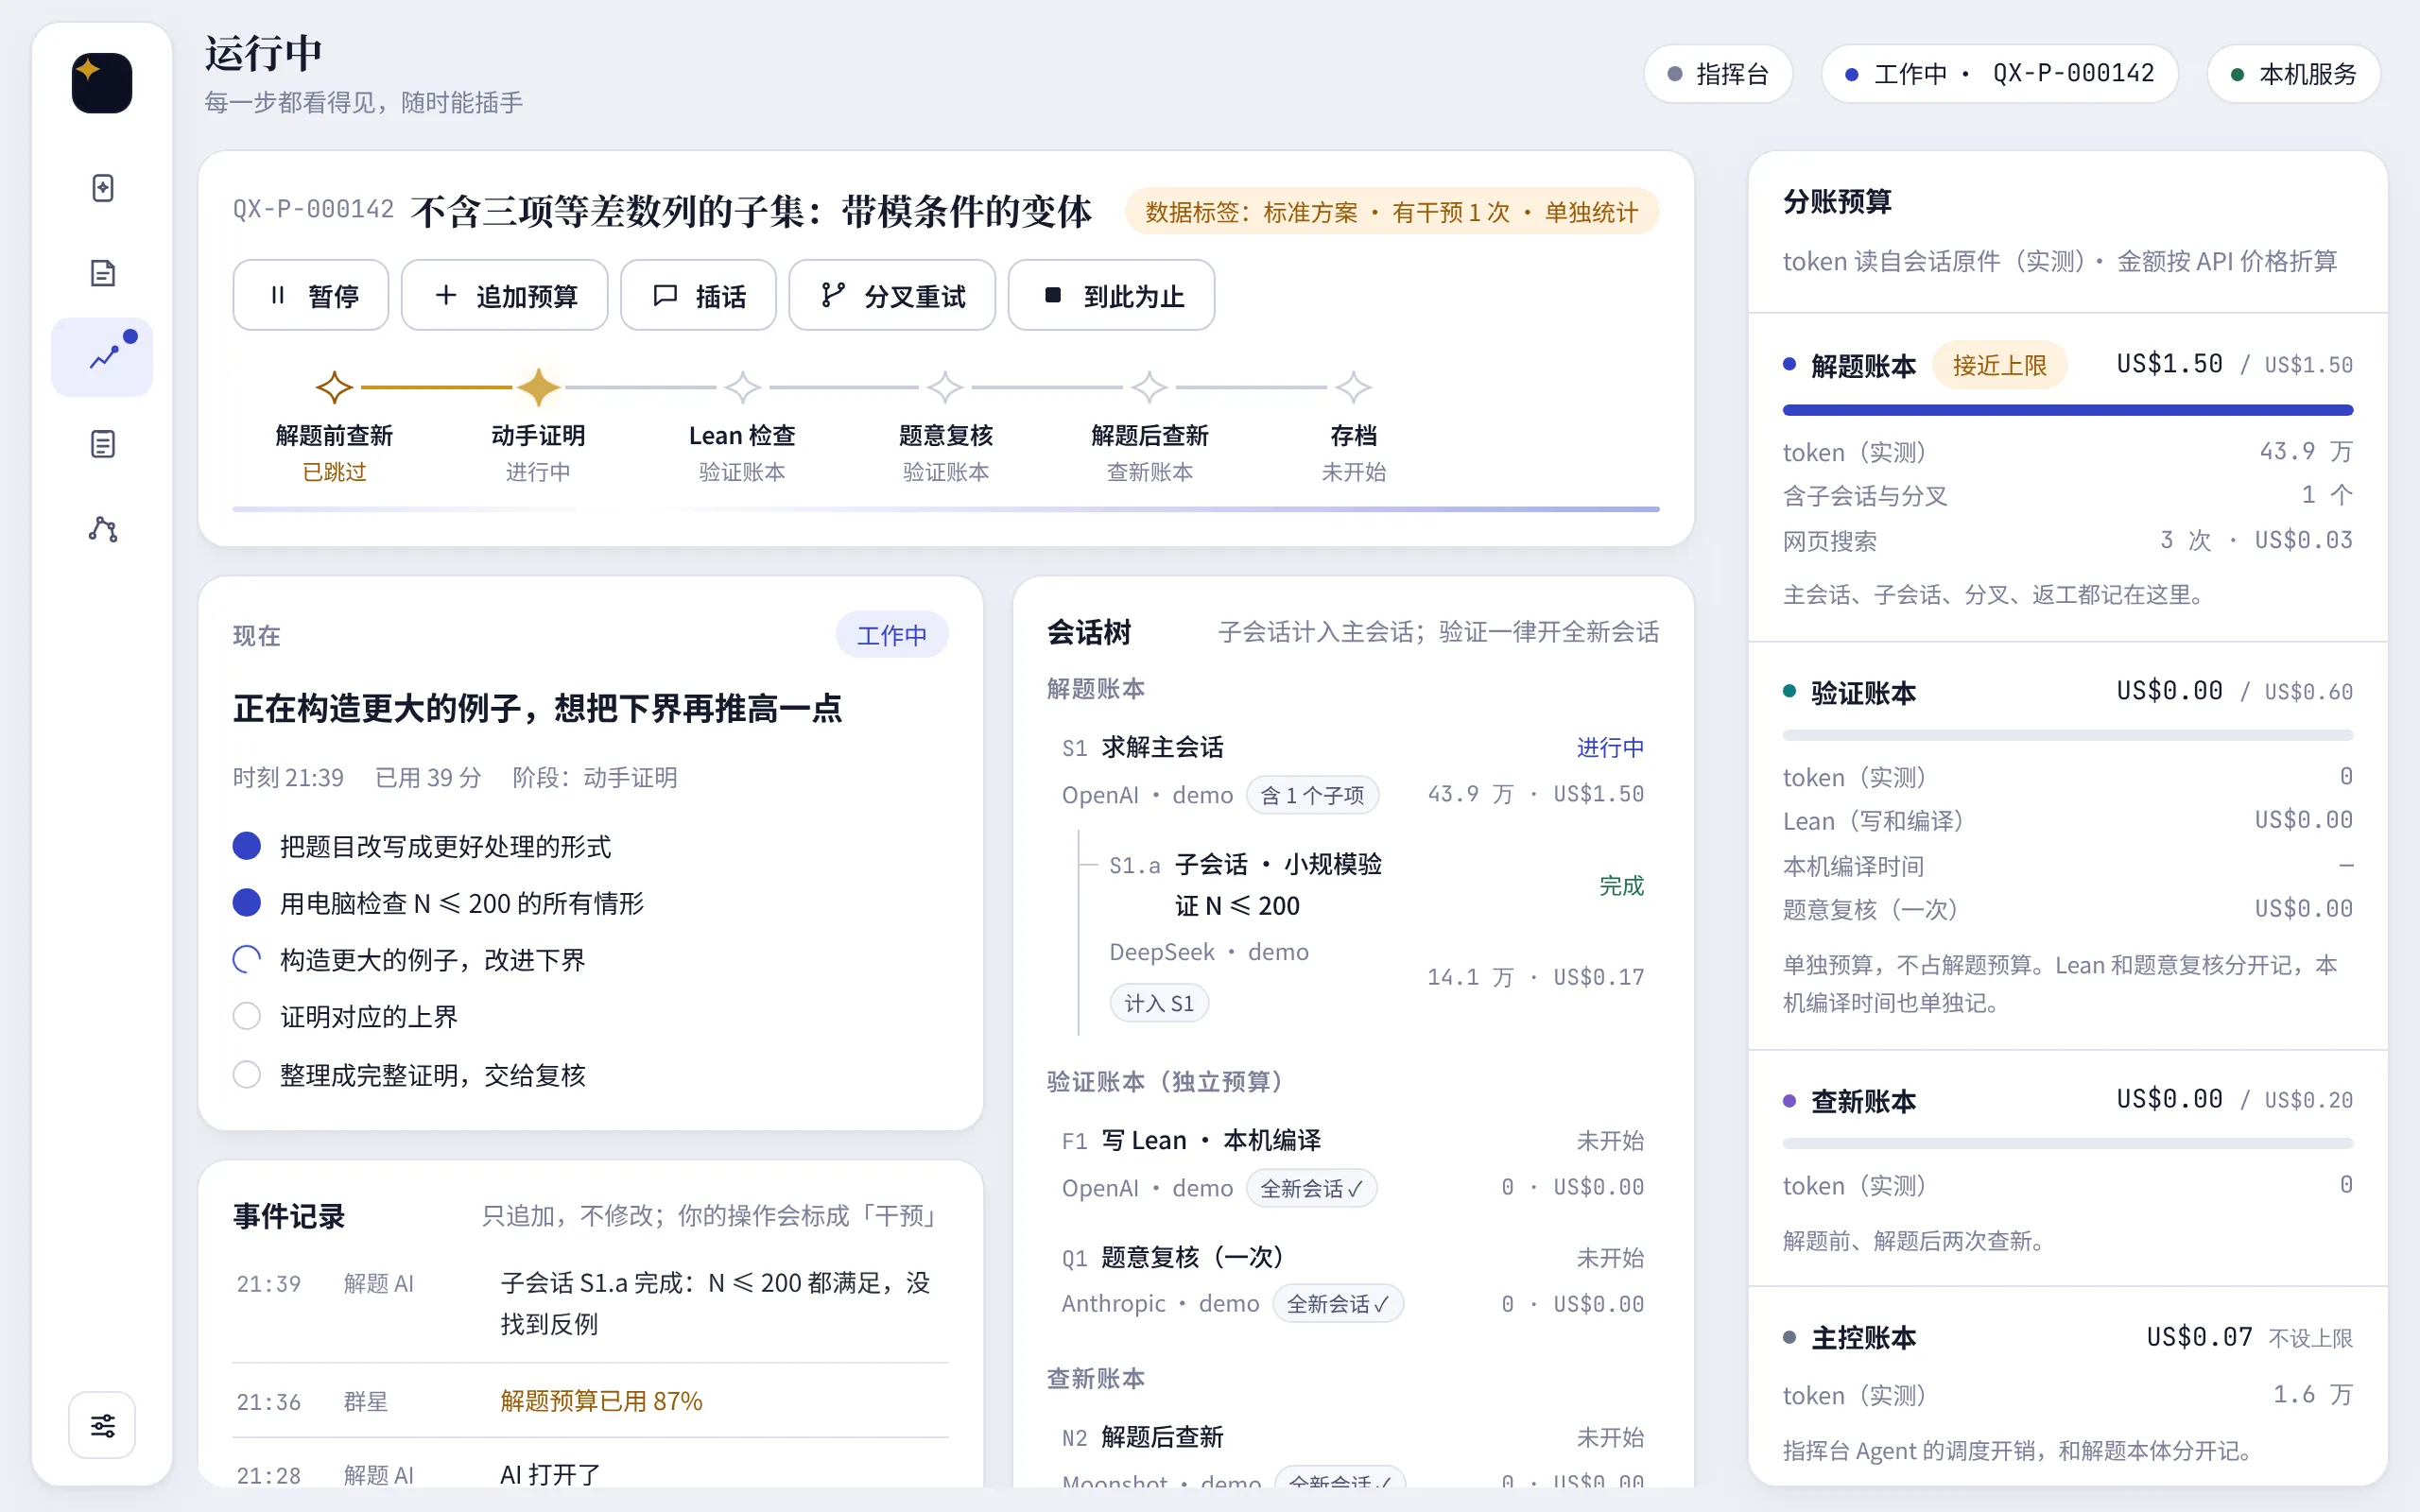 运行中
每一步都看得见，随时能插手
指挥台
工作中 · QX-P-000142
本机服务
QX-P-000142 不含三项等差数列的子集：带模条件的变体
数据标签：标准方案 · 有干预 1 次 · 单独统计
暂停
追加预算
插话
分叉重试
到此为止
解题前查新
已跳过
动手证明
进行中
Lean 检查
验证账本
题意复核
验证账本
解题后查新
查新账本
存档
未开始
现在
工作中
正在构造更大的例子，想把下界再推高一点
时刻 21:39 已用 39 分 阶段：动手证明
把题目改写成更好处理的形式
用电脑检查 N ≤ 200 的所有情形
构造更大的例子，改进下界
证明对应的上界
整理成完整证明，交给复核
事件记录
只追加，不修改；你的操作会标成「干预」
21:39 解题 AI 子会话 S1.a 完成：N ≤ 200 都满足，没
找到反例
21:36 群星 解题预算已用 87%
21:28 解题 AI AI 打开了
会话树
子会话计入主会话；验证一律开全新会话
解题账本
S1 求解主会话 进行中
OpenAI · demo 含 1 个子项 43.9 万 · US$1.50
S1.a 子会话 · 小规模验
证 N ≤ 200
完成
DeepSeek · demo
计入 S1
14.1 万 · US$0.17
验证账本（独立预算）
F1 写 Lean · 本机编译 未开始
OpenAI · demo 全新会话 ✓ 0 · US$0.00
Q1 题意复核（一次） 未开始
Anthropic · demo 全新会话 ✓ 0 · US$0.00
查新账本
N2 解题后查新 未开始
Moonshot · demo 全新会话 ✓ 0 · US$0.00
分账预算
token 读自会话原件（实测）· 金额按 API 价格折算
解题账本 接近上限 US$1.50 / US$1.50
token（实测） 43.9 万
含子会话与分叉 1 个
网页搜索 3 次 · US$0.03
主会话、子会话、分叉、返工都记在这里。
验证账本 US$0.00 / US$0.60
token（实测） 0
Lean（写和编译） US$0.00
本机编译时间 —
题意复核（一次） US$0.00
单独预算，不占解题预算。Lean 和题意复核分开记，本
机编译时间也单独记。
查新账本 US$0.00 / US$0.20
token（实测） 0
解题前、解题后两次查新。
主控账本 US$0.07 不设上限
token（实测） 1.6 万
指挥台 Agent 的调度开销，和解题本体分开记。